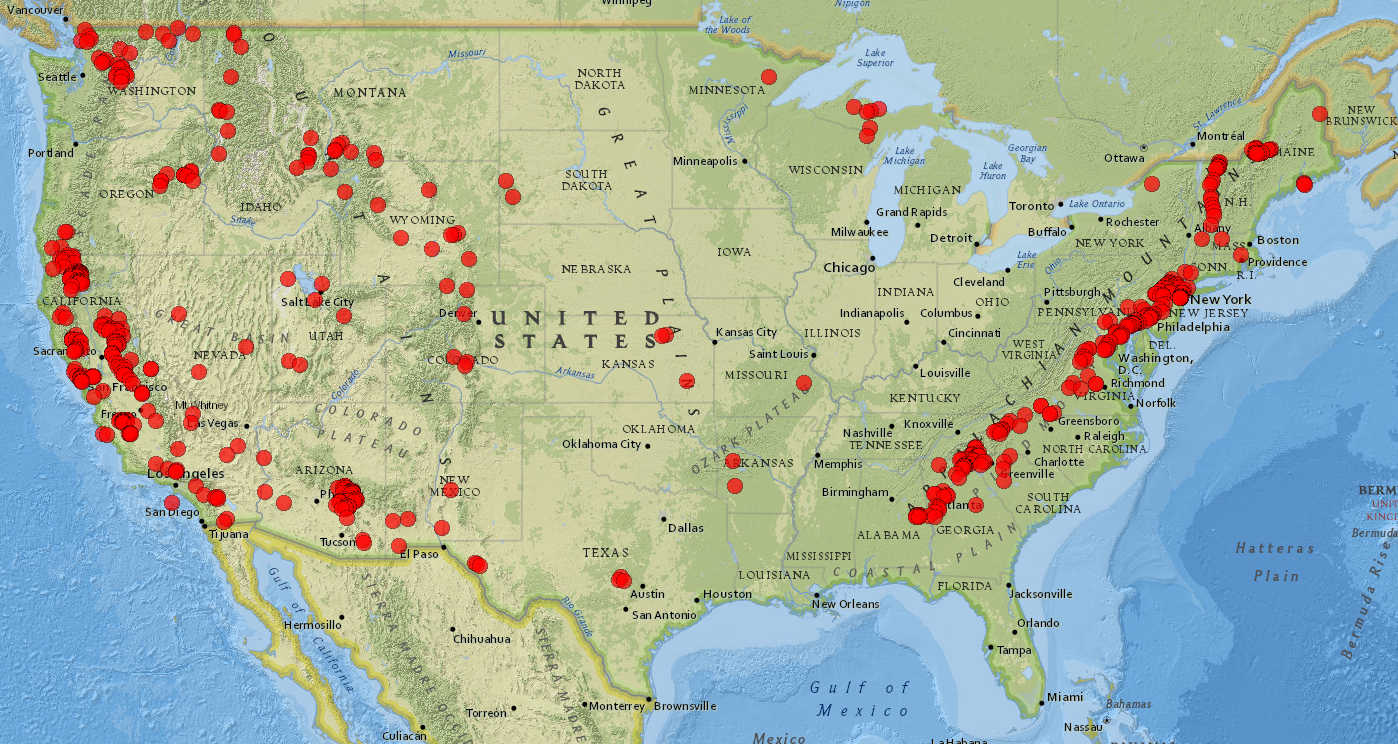 Vancouver
Winnipeg
Nipigon
Lake of
the Woods
Lake
Superior
Seattle
WASHINGTON
Missouri
MONTANA
NORTH
DAKOTA
MINNESOTA
Mississippi
St. Lawrence
NEW
BRUNSWICK
Montréal
Ottawa
MAINE
Portland
OREGON
IDAHO
Snake
WYOMING
SOUTH
DAKOTA
Minneapolis
WISCONSIN
Lake
Michigan
Lake
Huron
Georgian
Bay
MICHIGAN
Grand Rapids
Milwaukee
Detroit
Toronto
Lake Ontario
Rochester
Buffalo
NEW YORK
Albany
N.H.
MASS
Boston
Providence
CONN
R.I.
Chicago
Lake
Erie
Cleveland
IOWA
NEBRASKA
Salt Lake City
CALIFORNIA
GREAT BASIN
NEVADA
UTAH
Denver
COLORADO
UNITED
STATES
GREAT PLAINS
Kansas City
KANSAS
Arkansas
MISSOURI
Saint Louis
ILLINOIS
INDIANA
Indianapolis
OHIO
Columbus
Cincinnati
Ohio
Pittsburgh
PENNSYLVANIA
New York
NEW JERSEY
Philadelphia
DEL.
Washington,
D.C.
WEST
VIRGINIA
Richmond
VIRGINIA
Norfolk
Louisville
KENTUCKY
APPALACHIAN MOUNTAINS
Sacramento
San Francisco
Mt Whitney
Fresno
Las Vegas
Colorado
COLORADO
PLATEAU
Los Angeles
San Diego
Tijuana
ARIZONA
Tucson
NEW
MEXICO
El Paso
OKLAHOMA
Oklahoma City
OZARK PLATEAU
ARKANSAS
Memphis
Nashville
TENNESSEE
Knoxville
Greensboro
Raleigh
NORTH CAROLINA
Charlotte
Greenville
SOUTH
CAROLINA
Atlanta
GEORGIA
Birmingham
ALABAMA
MISSISSIPPI
COASTAL PLAIN
LOUISIANA
New Orleans
TEXAS
Dallas
Austin
Houston
San Antonio
Rio Grande
FLORIDA
Jacksonville
Orlando
Tampa
Miami
Bahamas
Nassau
BERM
UNIT
KING
Bermuda
Hatteras
Plain
Bermuda Rise
Gulf of
Mexico
Gulf of California
Hermosillo
Chihuahua
SIERRA MADRE
SIERRA MADRE
Torreón
Monterrey
Brownsville
Culiacán
Mexico
La Habana